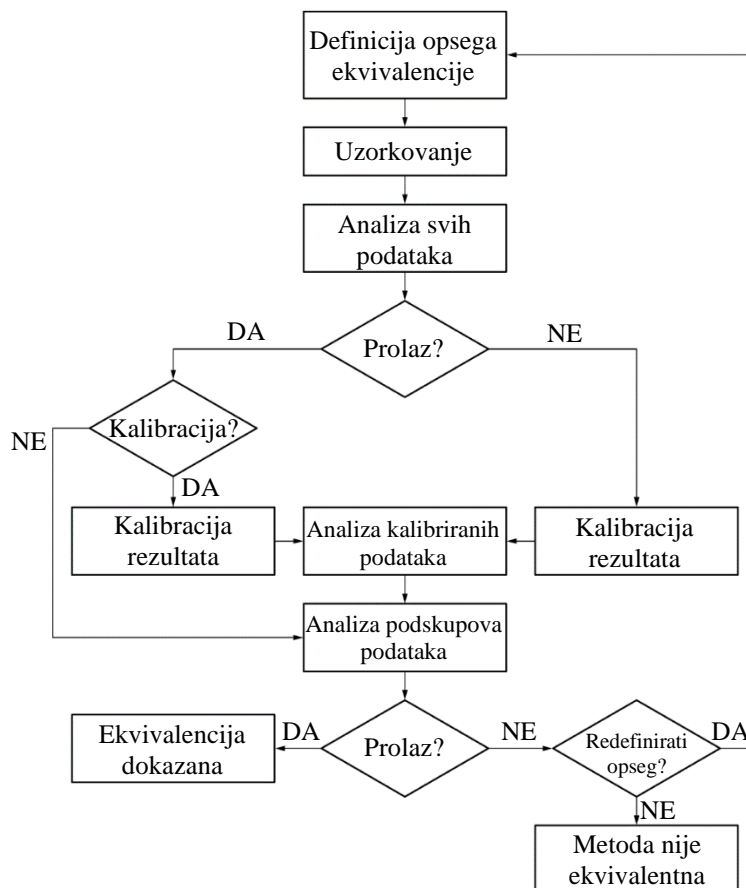 Definicija opsega
ekvivalencije
Uzorkovanje
Analiza svih
podataka
DA
Prolaz?
NE
NE
Kalibracija?
DA
Kalibracija
rezultata
Analiza kalibriranih
podataka
Kalibracija
rezultata
Analiza podskupova
podataka
Ekvivalencija
dokazana
DA
Prolaz?
NE
Redefinirati
opseg?
DA
NE
Metoda nije
ekvivalentna